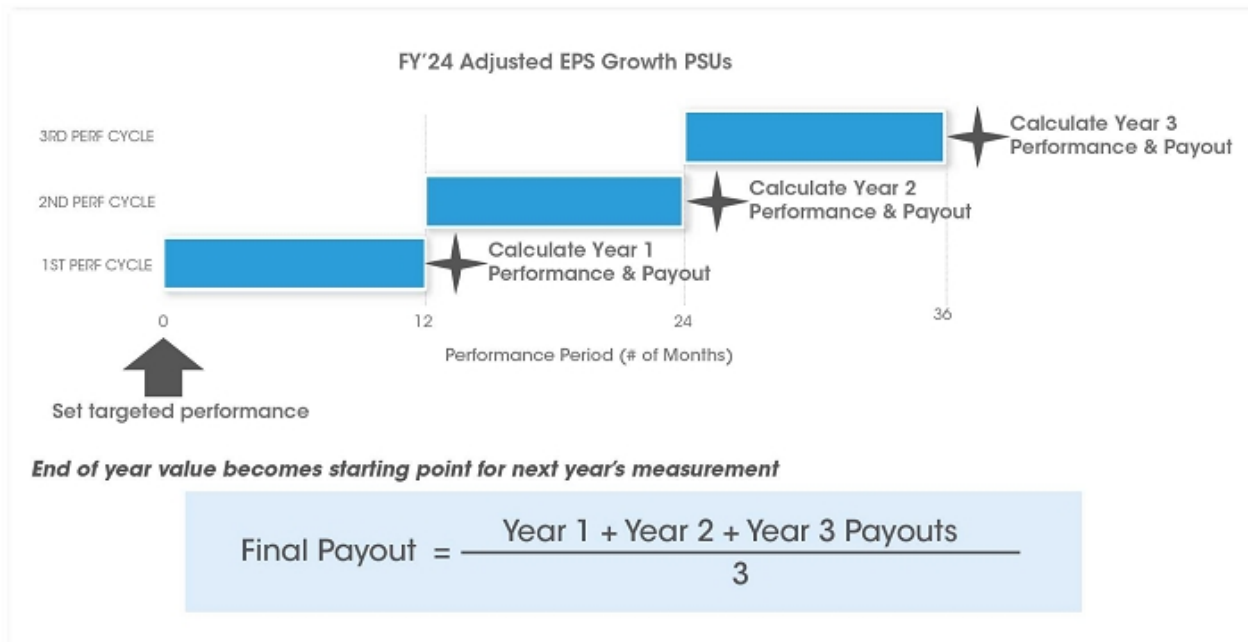 FY'24 Adjusted EPS Growth PSUs
3RD PERF CYCLE
Calculate Year 3
Performance & Payout
2ND PERF CYCLE
Calculate Year 2
Performance & Payout
1ST PERF CYCLE
Calculate Year 1
Performance & Payout
0
12
24
36
Performance Period (# of Months)
Set targeted performance
End of year value becomes starting point for next year's measurement
Final Payout = Year 1 + Year 2 + Year 3 Payouts
3